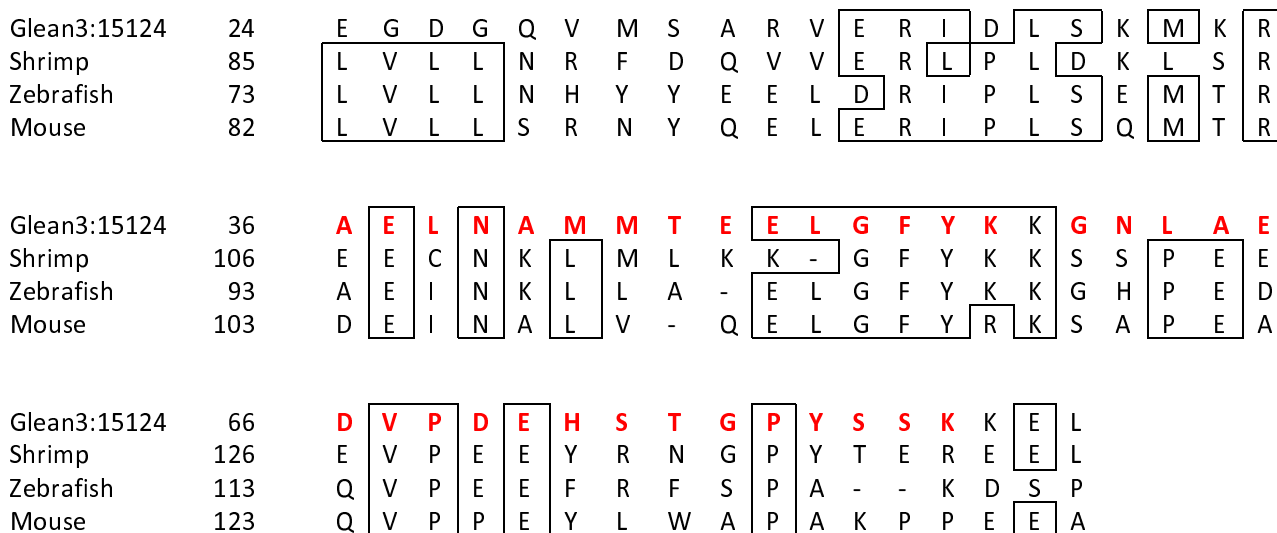 Glean3:15124 24 E G D G Q V M S A R V E R I D L S K M K R
Shrimp 85 L V L L N R F D Q V V E R L P L D K L S R
Zebrafish 73 L V L L N H Y Y E E L D R I P L S E M T R
Mouse 82 L V L L S R N Y Q E L E R I P L S Q M T R
Glean3:15124 36 A E L N A M M T E E L G F Y K K G N L A E
Shrimp 106 E E C N K L M L K K - G F Y K K S S P E E
Zebrafish 93 A E I N K L L A - E L G F Y K K G H P E D
Mouse 103 D E I N A L V - Q E L G F Y R K S A P E A
Glean3:15124 66 D V P D E H S T G P Y S S K K E L
Shrimp 126 E V P E E Y R N G P Y T E R E E L
Zebrafish 113 Q V P E E F R F S P A - - K D S P
Mouse 123 Q V P P E Y L W A P A K P P E E A